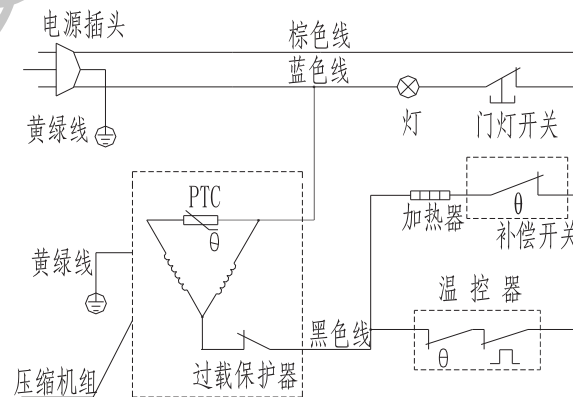 电源插头
棕色线
蓝色线
黄绿线
灯
门灯开关
PTC
θ
加热器
θ
补偿开关
黄绿线
温控器
黑色线
θ
过载保护器
压缩机组